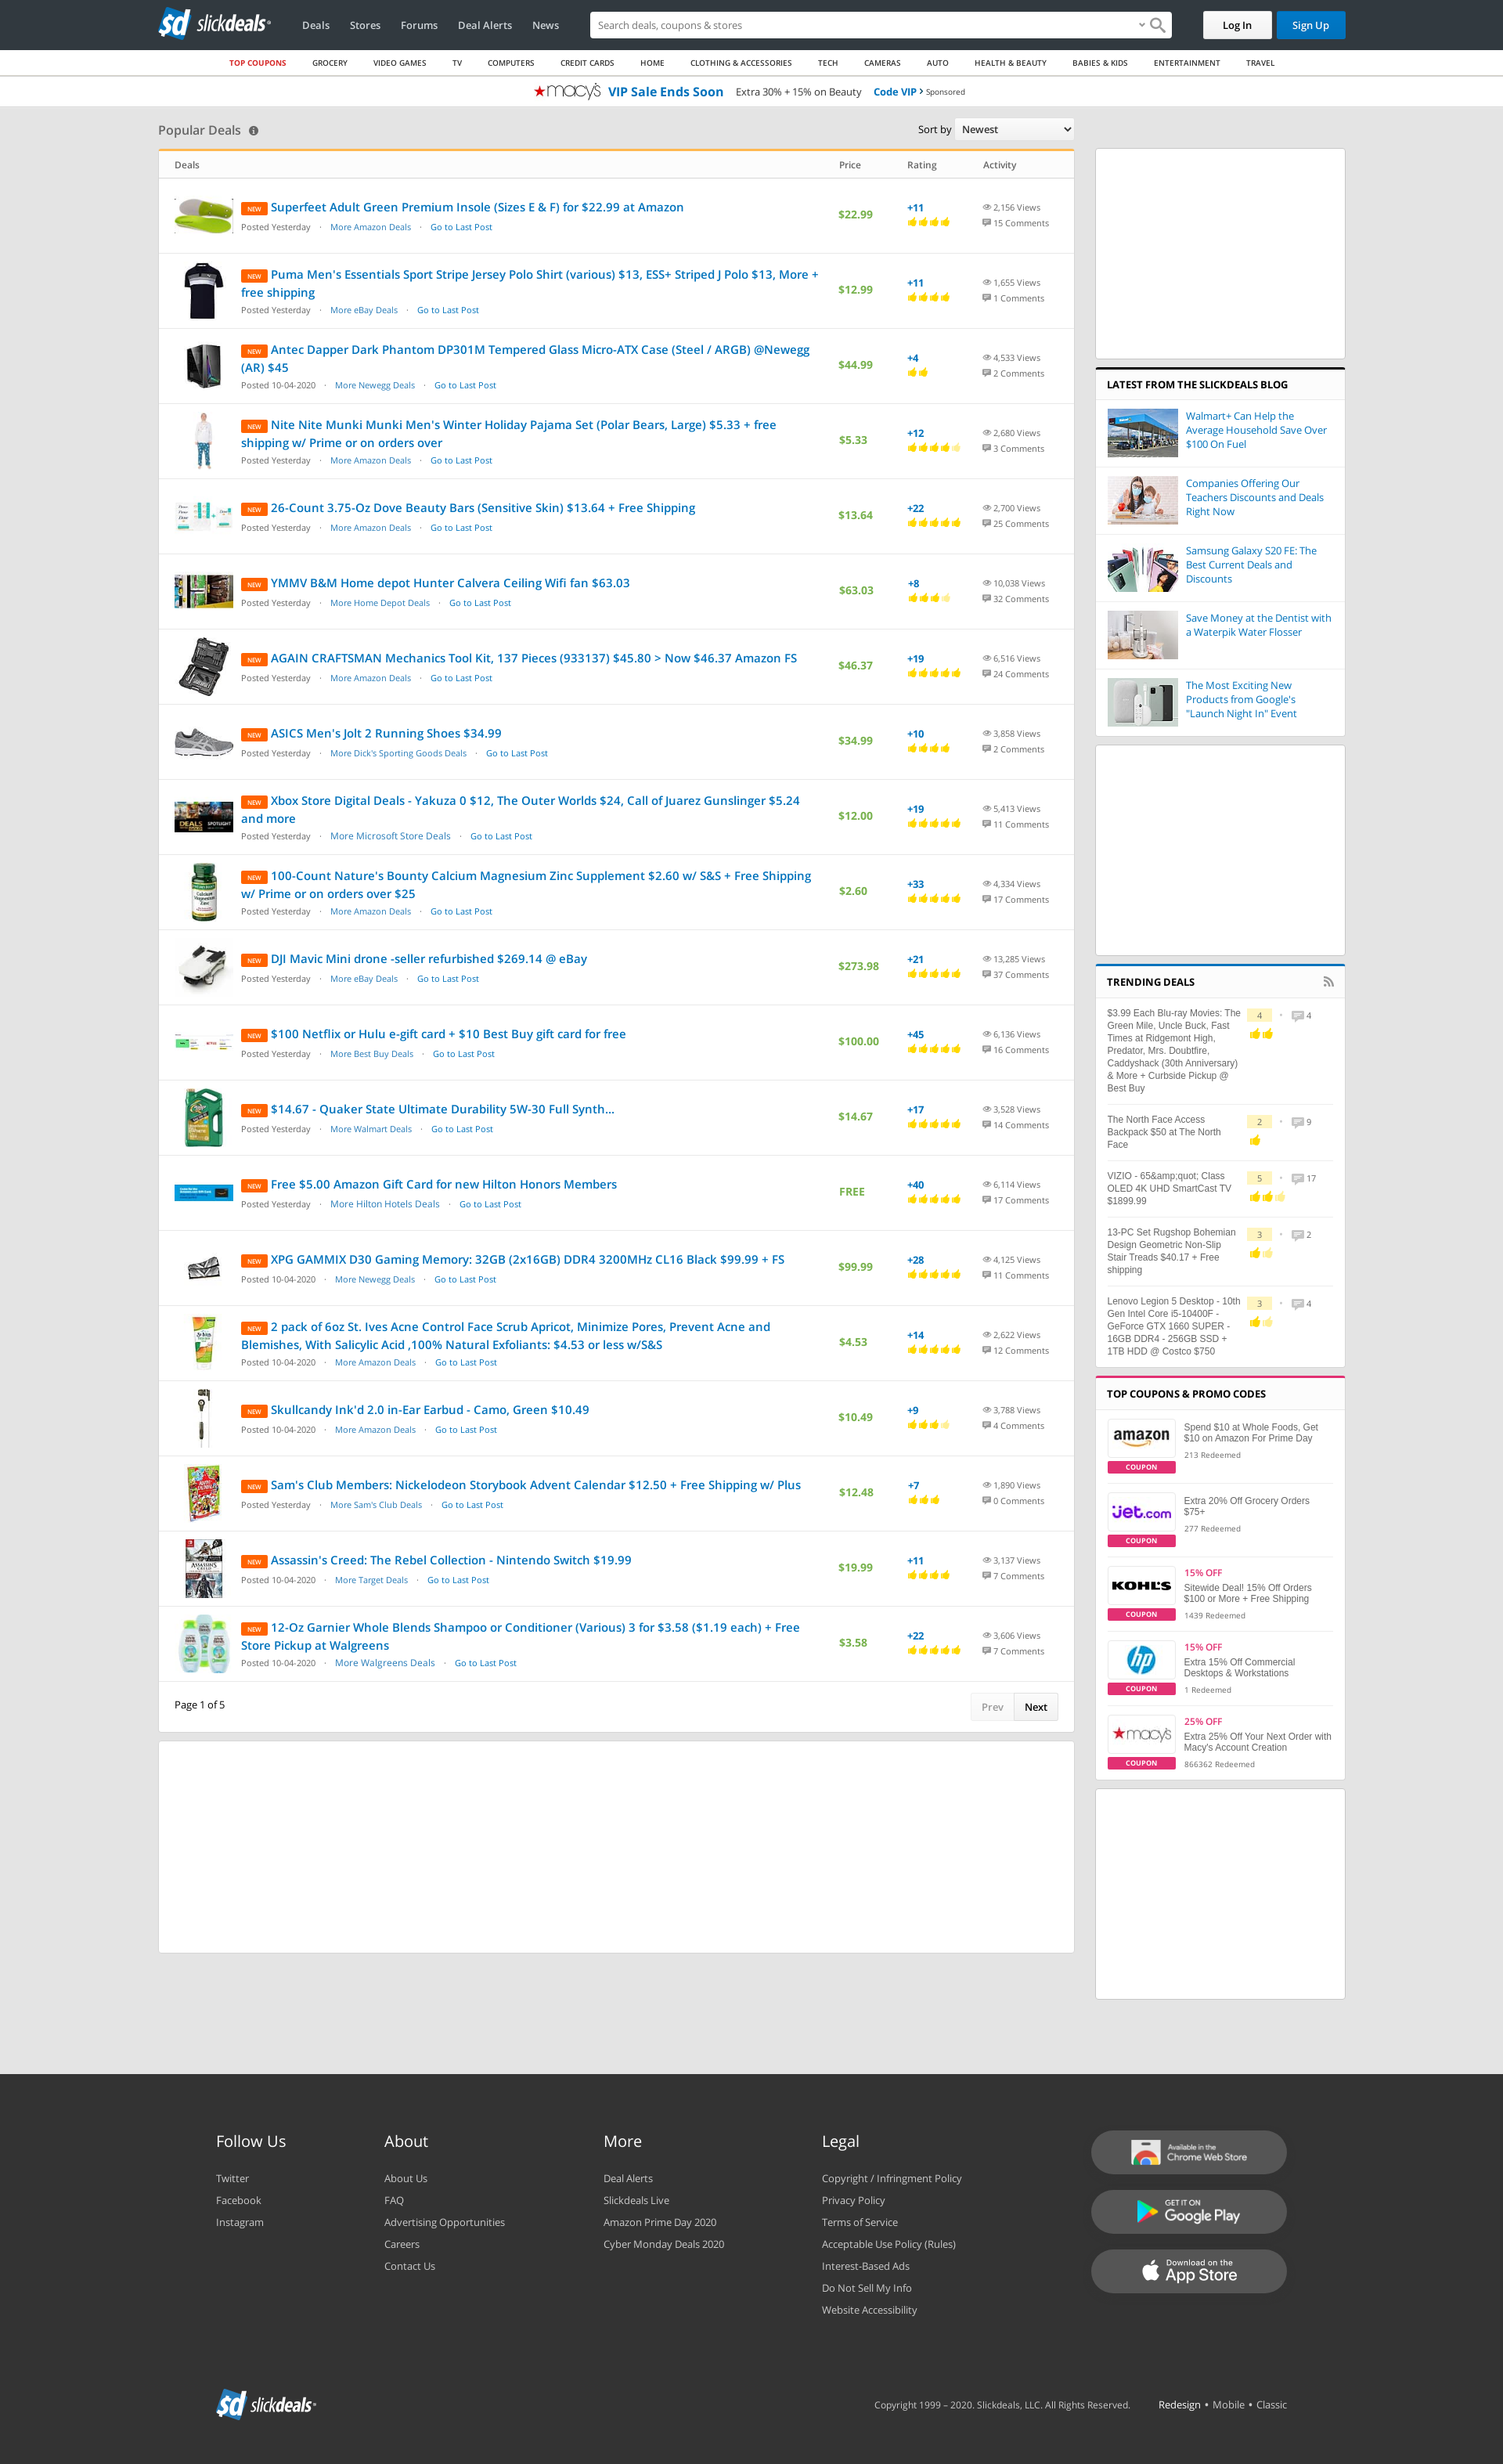 sd slickdeals
Deals Stores Forums Deal Alerts News
Search deals, coupons & stores
Log In Sign Up
TOP COUPONS GROCERY VIDEO GAMES TV COMPUTERS CREDIT CARDS HOME CLOTHING & ACCESSORIES TECH CAMERAS AUTO HEALTH & BEAUTY BABIES & KIDS ENTERTAINMENT TRAVEL
macy's VIP Sale Ends Soon Extra 30% + 15% on Beauty Code VIP › Sponsored
Popular Deals
Sort by Newest
Deals Price Rating Activity
NEW Superfeet Adult Green Premium Insole (Sizes E & F) for $22.99 at Amazon
Posted Yesterday · More Amazon Deals · Go to Last Post
$22.99
+11
2,156 Views
15 Comments
NEW Puma Men's Essentials Sport Stripe Jersey Polo Shirt (various) $13, ESS+ Striped J Polo $13, More +
free shipping
Posted Yesterday · More eBay Deals · Go to Last Post
$12.99
+11
1,655 Views
1 Comments
NEW Antec Dapper Dark Phantom DP301M Tempered Glass Micro-ATX Case (Steel / ARGB) @Newegg
(AR) $45
Posted 10-04-2020 · More Newegg Deals · Go to Last Post
$44.99
+4
4,533 Views
2 Comments
NEW Nite Nite Munki Munki Men's Winter Holiday Pajama Set (Polar Bears, Large) $5.33 + free
shipping w/ Prime or on orders over
Posted Yesterday · More Amazon Deals · Go to Last Post
$5.33
+12
2,680 Views
3 Comments
NEW 26-Count 3.75-Oz Dove Beauty Bars (Sensitive Skin) $13.64 + Free Shipping
Posted Yesterday · More Amazon Deals · Go to Last Post
$13.64
+22
2,700 Views
25 Comments
NEW YMMV B&M Home depot Hunter Calvera Ceiling Wifi fan $63.03
Posted Yesterday · More Home Depot Deals · Go to Last Post
$63.03
+8
10,038 Views
32 Comments
NEW AGAIN CRAFTSMAN Mechanics Tool Kit, 137 Pieces (933137) $45.80 > Now $46.37 Amazon FS
Posted Yesterday · More Amazon Deals · Go to Last Post
$46.37
+19
6,516 Views
24 Comments
NEW ASICS Men's Jolt 2 Running Shoes $34.99
Posted Yesterday · More Dick's Sporting Goods Deals · Go to Last Post
$34.99
+10
3,858 Views
2 Comments
NEW Xbox Store Digital Deals - Yakuza 0 $12, The Outer Worlds $24, Call of Juarez Gunslinger $5.24
and more
Posted Yesterday · More Microsoft Store Deals · Go to Last Post
$12.00
+19
5,413 Views
11 Comments
NEW 100-Count Nature's Bounty Calcium Magnesium Zinc Supplement $2.60 w/ S&S + Free Shipping
w/ Prime or on orders over $25
Posted Yesterday · More Amazon Deals · Go to Last Post
$2.60
+33
4,334 Views
17 Comments
NEW DJI Mavic Mini drone -seller refurbished $269.14 @ eBay
Posted Yesterday · More eBay Deals · Go to Last Post
$273.98
+21
13,285 Views
37 Comments
NEW $100 Netflix or Hulu e-gift card + $10 Best Buy gift card for free
Posted Yesterday · More Best Buy Deals · Go to Last Post
$100.00
+45
6,136 Views
16 Comments
NEW $14.67 - Quaker State Ultimate Durability 5W-30 Full Synth...
Posted Yesterday · More Walmart Deals · Go to Last Post
$14.67
+17
3,528 Views
14 Comments
NEW Free $5.00 Amazon Gift Card for new Hilton Honors Members
Posted Yesterday · More Hilton Hotels Deals · Go to Last Post
FREE
+40
6,114 Views
17 Comments
NEW XPG GAMMIX D30 Gaming Memory: 32GB (2x16GB) DDR4 3200MHz CL16 Black $99.99 + FS
Posted 10-04-2020 · More Newegg Deals · Go to Last Post
$99.99
+28
4,125 Views
11 Comments
NEW 2 pack of 6oz St. Ives Acne Control Face Scrub Apricot, Minimize Pores, Prevent Acne and
Blemishes, With Salicylic Acid ,100% Natural Exfoliants: $4.53 or less w/S&S
Posted 10-04-2020 · More Amazon Deals · Go to Last Post
$4.53
+14
2,622 Views
12 Comments
NEW Skullcandy Ink'd 2.0 in-Ear Earbud - Camo, Green $10.49
Posted 10-04-2020 · More Amazon Deals · Go to Last Post
$10.49
+9
3,788 Views
4 Comments
NEW Sam's Club Members: Nickelodeon Storybook Advent Calendar $12.50 + Free Shipping w/ Plus
Posted Yesterday · More Sam's Club Deals · Go to Last Post
$12.48
+7
1,890 Views
0 Comments
NEW Assassin's Creed: The Rebel Collection - Nintendo Switch $19.99
Posted 10-04-2020 · More Target Deals · Go to Last Post
$19.99
+11
3,137 Views
7 Comments
NEW 12-Oz Garnier Whole Blends Shampoo or Conditioner (Various) 3 for $3.58 ($1.19 each) + Free
Store Pickup at Walgreens
Posted 10-04-2020 · More Walgreens Deals · Go to Last Post
$3.58
+22
3,606 Views
7 Comments
Page 1 of 5
Prev Next
LATEST FROM THE SLICKDEALS BLOG
Walmart+ Can Help the
Average Household Save Over
$100 On Fuel
Companies Offering Our
Teachers Discounts and Deals
Right Now
Samsung Galaxy S20 FE: The
Best Current Deals and
Discounts
Save Money at the Dentist with
a Waterpik Water Flosser
The Most Exciting New
Products from Google's
"Launch Night In" Event
TRENDING DEALS
$3.99 Each Blu-ray Movies: The
Green Mile, Uncle Buck, Fast
Times at Ridgemont High,
Predator, Mrs. Doubtfire,
Caddyshack (30th Anniversary)
& More + Curbside Pickup @
Best Buy
4 • 4
The North Face Access
Backpack $50 at The North
Face
2 • 9
VIZIO - 65&amp;quot; Class
OLED 4K UHD SmartCast TV
$1899.99
5 • 17
13-PC Set Rugshop Bohemian
Design Geometric Non-Slip
Stair Treads $40.17 + Free
shipping
3 • 2
Lenovo Legion 5 Desktop - 10th
Gen Intel Core i5-10400F -
GeForce GTX 1660 SUPER -
16GB DDR4 - 256GB SSD +
1TB HDD @ Costco $750
3 • 4
TOP COUPONS & PROMO CODES
amazon
COUPON
Spend $10 at Whole Foods, Get
$10 on Amazon For Prime Day
213 Redeemed
jet.com
COUPON
Extra 20% Off Grocery Orders
$75+
277 Redeemed
KOHL'S
COUPON
15% OFF
Sitewide Deal! 15% Off Orders
$100 or More + Free Shipping
1439 Redeemed
hp
COUPON
15% OFF
Extra 15% Off Commercial
Desktops & Workstations
1 Redeemed
macy's
COUPON
25% OFF
Extra 25% Off Your Next Order with
Macy's Account Creation
866362 Redeemed
Follow Us
Twitter
Facebook
Instagram
About
About Us
FAQ
Advertising Opportunities
Careers
Contact Us
More
Deal Alerts
Slickdeals Live
Amazon Prime Day 2020
Cyber Monday Deals 2020
Legal
Copyright / Infringment Policy
Privacy Policy
Terms of Service
Acceptable Use Policy (Rules)
Interest-Based Ads
Do Not Sell My Info
Website Accessibility
Available in the
Chrome Web Store
GET IT ON
Google Play
Download on the
App Store
sd slickdeals
Copyright 1999 – 2020. Slickdeals, LLC. All Rights Reserved. Redesign • Mobile • Classic